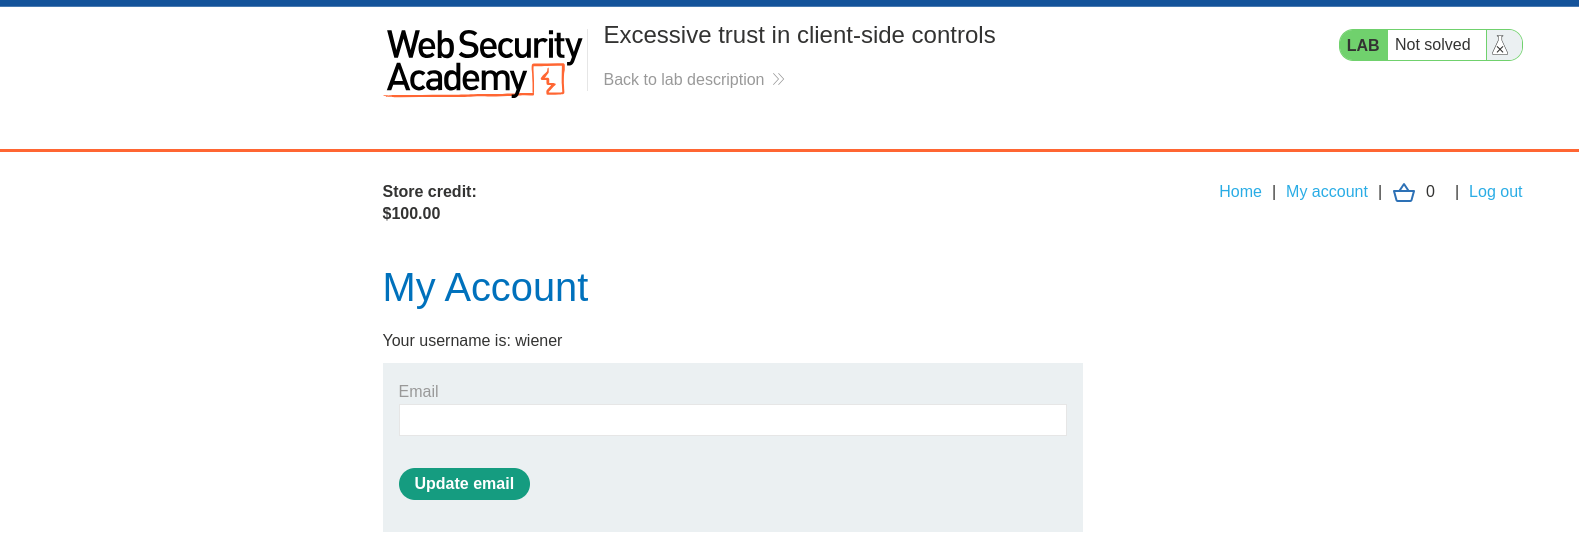 Web Security
Academy
Excessive trust in client-side controls
Back to lab description
LAB Not solved
Store credit:
$100.00
Home | My account | 0 | Log out
My Account
Your username is: wiener
Email
Update email